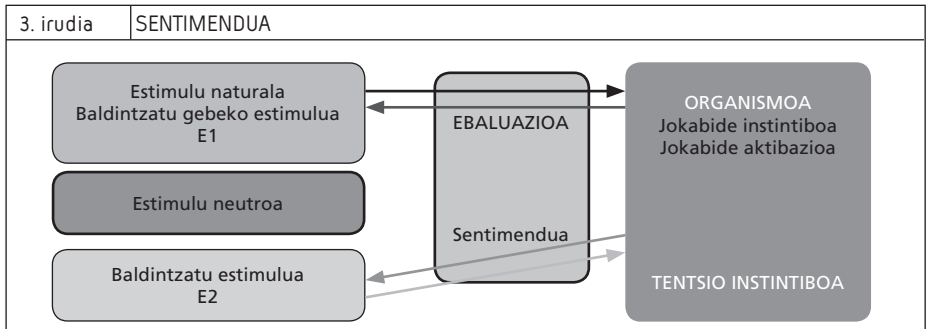 3. irudia
SENTIMENDUA
Estimulu naturala
Baldintzatu gebeko estimulua
E1
EBALUAZIOA
ORGANISMOA
Jokabide instintiboa
Jokabide aktibazioa
Estimulu neutroa
Sentimendua
Baldintzatu estimulua
E2
TENTSIO INSTINTIBOA